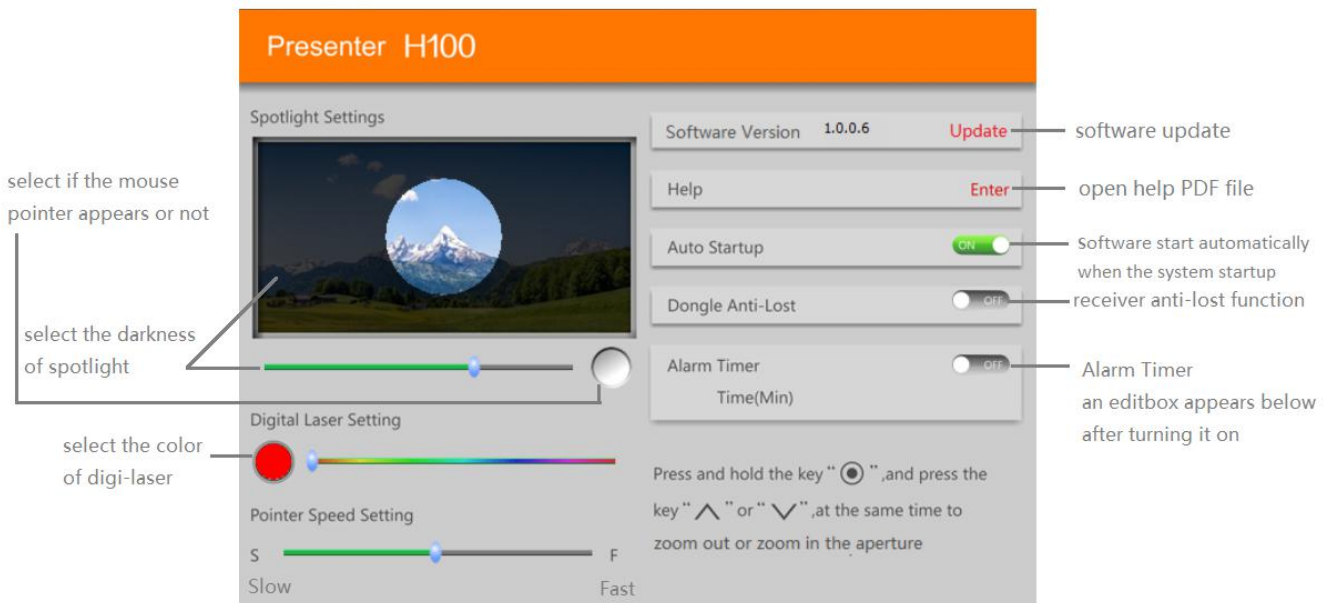 Presenter H100
Spotlight Settings
select if the mouse
pointer appears or not
select the darkness
of spotlight
Digital Laser Setting
select the color
of digi-laser
Pointer Speed Setting
S F
Slow Fast
Software Version 1.0.0.6 Update
software update
Help Enter
open help PDF file
Auto Startup ON
software start automatically
when the system startup
Dongle Anti-Lost OFF
receiver anti-lost function
Alarm Timer OFF
Time(Min)
Alarm Timer
an editbox appears below
after turning it on
Press and hold the key “ ◉ ” ,and press the
key “ ∧ ” or “ ∨ ” ,at the same time to
zoom out or zoom in the aperture